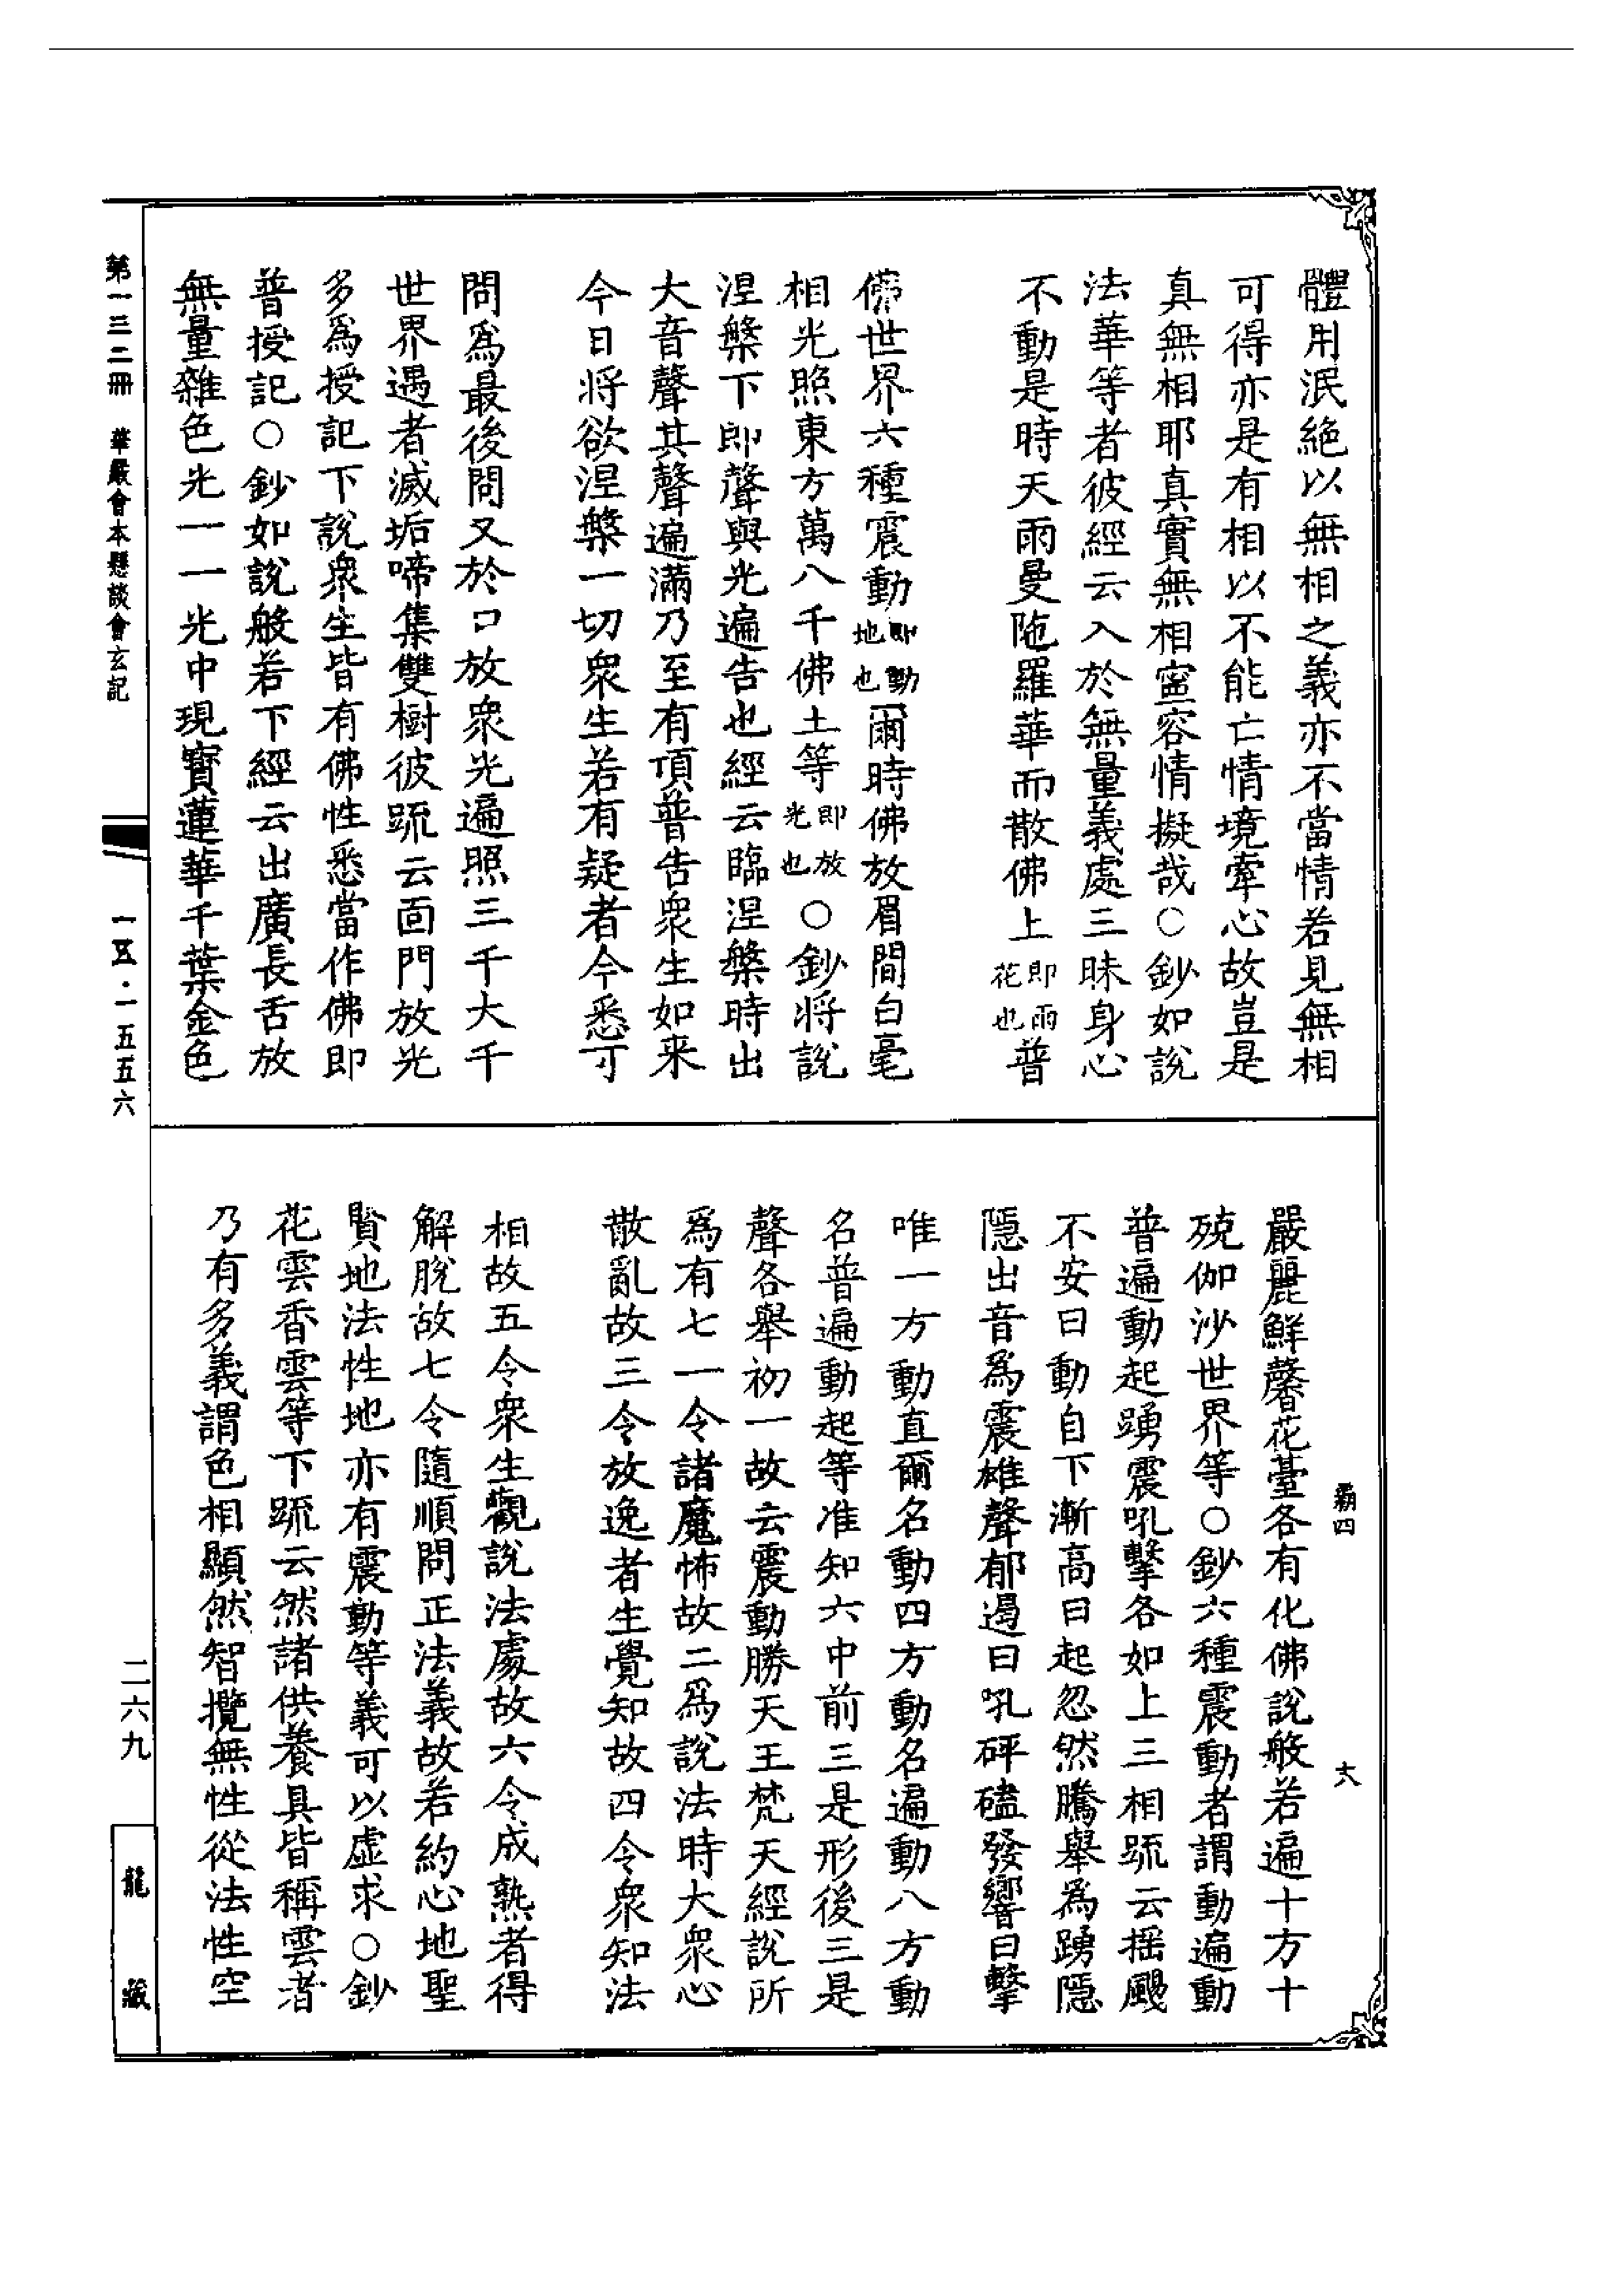 體用泯絕以無相之義亦不當情若見無相
可得亦是有相以不能亡情境牽心故豈是
真無相耶真實無相寧容情擬哉○鈔如說
法華等者彼經云入於無量義處三昧身心
不動是時天雨曼陁羅華而散佛上即雨花也普
佛世界六種震動即動地也爾時佛放眉間白毫
相光照東方萬八千佛土等即放光也○鈔將說
涅槃下即聲與光遍告也經云臨涅槃時出
大音聲其聲遍滿乃至有頂普告衆生如來
今日將欲涅槃一切衆生若有疑者今悉可
問爲最後問又於口放衆光遍照三千大千
世界遇者滅垢啼集雙樹彼䟽云面門放光
多爲授記下說衆生皆有佛性悉當作佛即
普授記○鈔如說般若下經云出廣長舌放
無量雜色光一一光中現寶蓮華千葉金色
嚴麗鮮馨花臺各有化佛說般若遍十方十
殑伽沙世界等○鈔六種震動者謂動遍動
普遍動起踴震吼擊各如上三相䟽云揺颺
不安曰動自下漸高曰起忽然騰舉爲踴隱
隱出音爲震雄聲郁遏曰吼砰磕發響曰擊
唯一方動直爾名動四方動名遍動八方動
名普遍動起等准知六中前三是形後三是
聲各舉初一故云震動勝天王梵天經說所
爲有七一令諸魔怖故二爲說法時大衆心
散亂故三令放逸者生覺知故四令衆知法
相故五令衆生觀說法處故六令成熟者得
解脫故七令隨順問正法義故若約心地聖
賢地法性地亦有震動等義可以虛求○鈔
花雲香雲等下䟽云然諸供養具皆稱雲者
乃有多義謂色相顯然智攬無性從法性空
霸四
十八
第一三二冊 華嚴會本懸談會玄記
一五·一五五六
二六九
龍藏